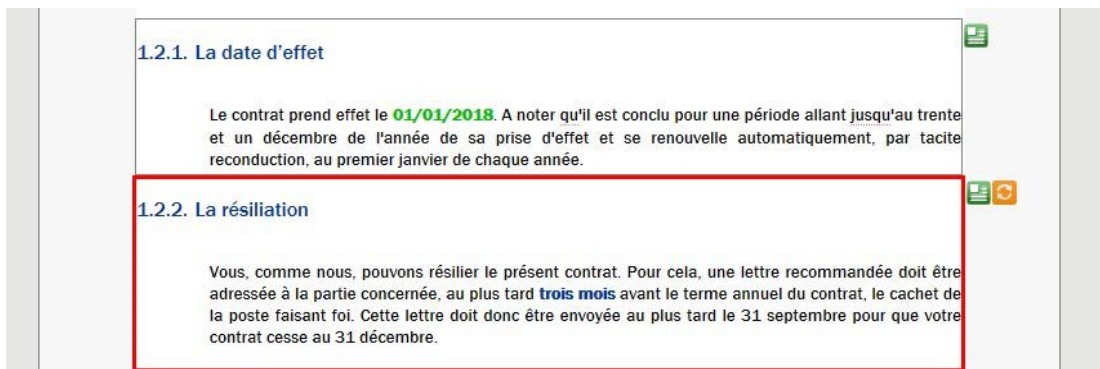 1.2.1. La date d'effet
Le contrat prend effet le 01/01/2018. A noter qu'il est conclu pour une période allant jusqu'au trente
et un décembre de l'année de sa prise d'effet et se renouvelle automatiquement, par tacite
reconduction, au premier janvier de chaque année.
1.2.2. La résiliation
Vous, comme nous, pouvons résilier le présent contrat. Pour cela, une lettre recommandée doit être
adressée à la partie concernée, au plus tard trois mois avant le terme annuel du contrat, le cachet de
la poste faisant foi. Cette lettre doit donc être envoyée au plus tard le 31 septembre pour que votre
contrat cesse au 31 décembre.